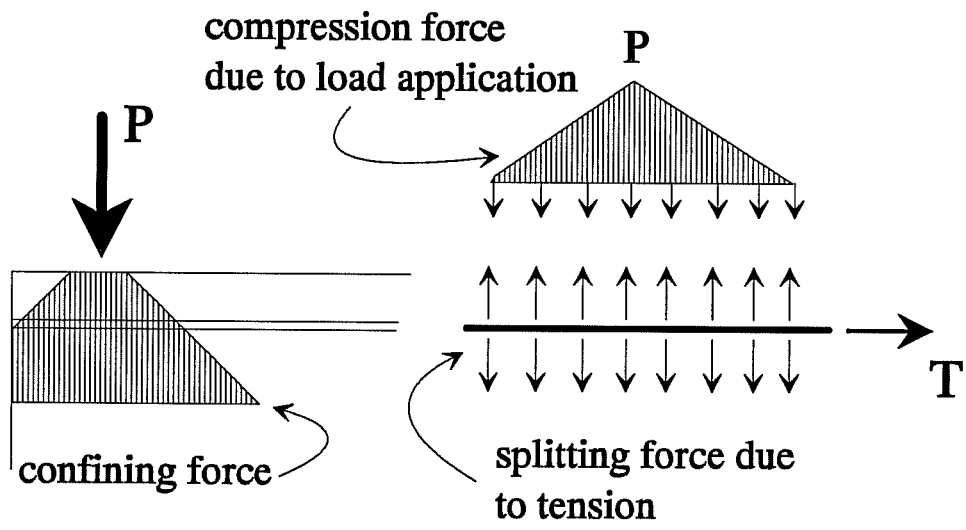 compression force
due to load application
P
P
T
confining force
splitting force due
to tension